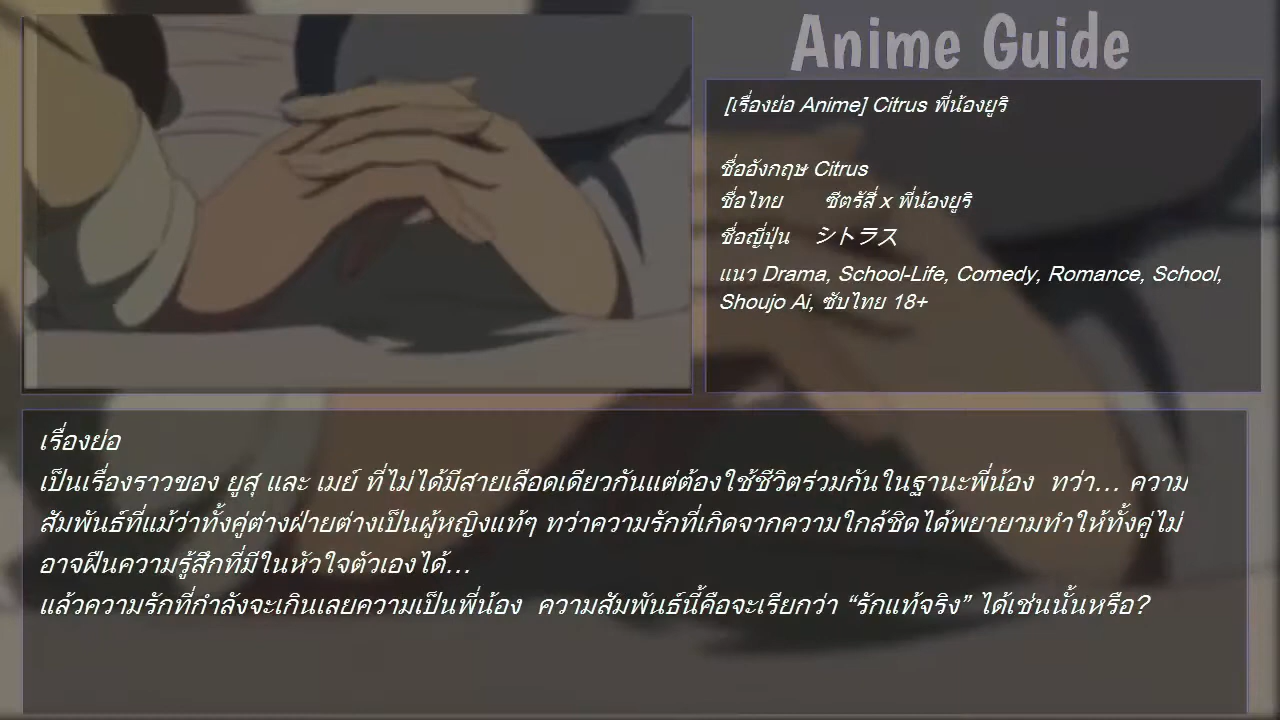 Anime Guide
[เรื่องย่อ Anime] Citrus พี่น้องยูริ
ชื่ออังกฤษ Citrus
ชื่อไทย ซีตรัสี่ x พี่น้องยูริ
ชื่อญี่ปุ่น シトラス
แนว Drama, School-Life, Comedy, Romance, School,
Shoujo Ai, ซับไทย 18+
เรื่องย่อ
เป็นเรื่องราวของ ยูสุ และ เมย์ ที่ไม่ได้มีสายเลือดเดียวกันแต่ต้องใช้ชีวิตร่วมกันในฐานะพี่น้อง ทว่า... ความ
สัมพันธ์ที่แม้ว่าทั้งคู่ต่างฝ่ายต่างเป็นผู้หญิงแท้ๆ ทว่าความรักที่เกิดจากความใกล้ชิดได้พยายามทำให้ทั้งคู่ไม่
อาจฝืนความรู้สึกที่มีในหัวใจตัวเองได้...
แล้วความรักที่กำลังจะเกินเลยความเป็นพี่น้อง ความสัมพันธ์นี้คือจะเรียกว่า “รักแท้จริง” ได้เช่นนั้นหรือ?